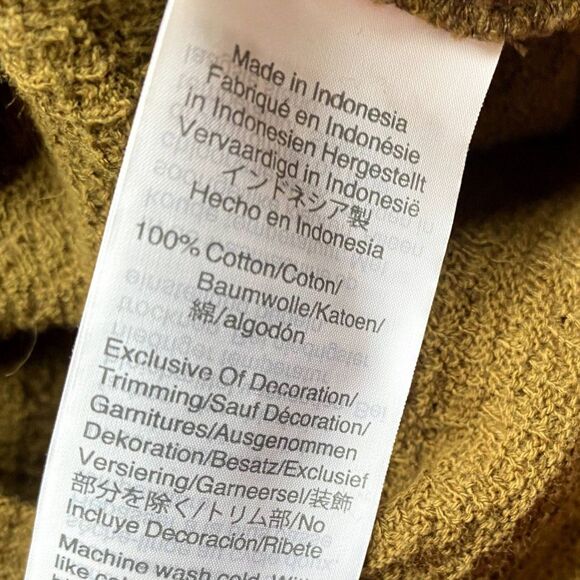 Made in Indonesia
Fabriqué en Indonésie
in Indonesien Hergestellt
Vervaardigd in Indonesië
インドネシア製
Hecho en Indonesia
100% Cotton/Coton/
Baumwolle/Katoen/
綿/algodón
Exclusive Of Decoration/
Trimming/Sauf Décoration/
Garnitures/Ausgenommen
Dekoration/Besatz/Exklusief
Versiering/Garneersel/装飾
部分を除く/トリム部/No
Incluye Decoración/Ribete
Machine wash cold
like